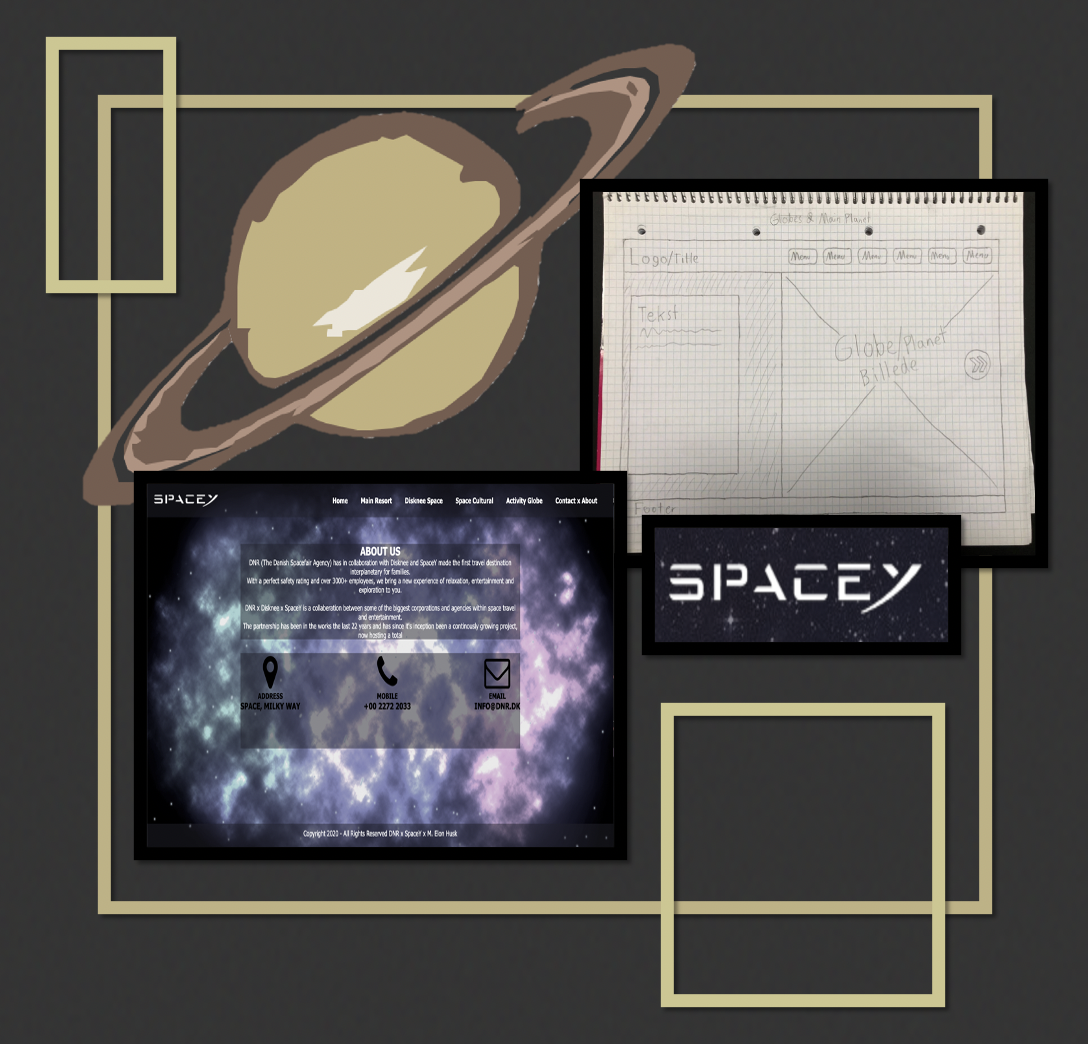 Globes & Main Planet
Logo/Title
Menu Menu Menu Menu Menu Menu
Tekst
Globe/Planet
Billede
Footer
SPACEY
Home Main Resort Disknee Space Space Cultural Activity Globe Contact x About
ABOUT US
DNR (The Danish Spacefair Agency) has in collaboration with Disknee and SpaceY made the first travel destination
interplanetary for families.
With a perfect safety rating and over 3000+ employees, we bring a new experience of relaxation, entertainment and
exploration to you.
DNR x Disknee x SpaceY is a collaberation between some of the biggest corporations and agencies within space travel
and entertainment.
The partnership has been in the works the last 22 years and has since it's inception been a continously growing project,
now hosting a total
ADDRESS
SPACE, MILKY WAY
MOBILE
+00 2272 2033
EMAIL
INFO@DNR.DK
Copyright 2020 - All Rights Reserved DNR x SpaceY x M. Elon Husk
SPACEY